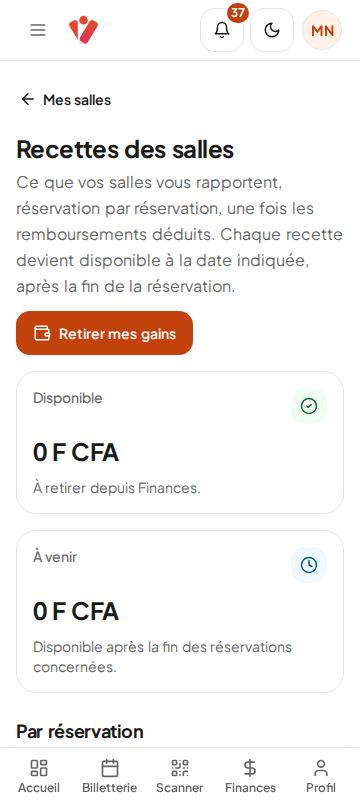 37
MN
Mes salles
Recettes des salles
Ce que vos salles vous rapportent,
réservation par réservation, une fois les
remboursements déduits. Chaque recette
devient disponible à la date indiquée,
après la fin de la réservation.
Retirer mes gains
Disponible
0 F CFA
À retirer depuis Finances.
À venir
0 F CFA
Disponible après la fin des réservations
concernées.
Par réservation
Accueil
Billetterie
Scanner
Finances
Profil